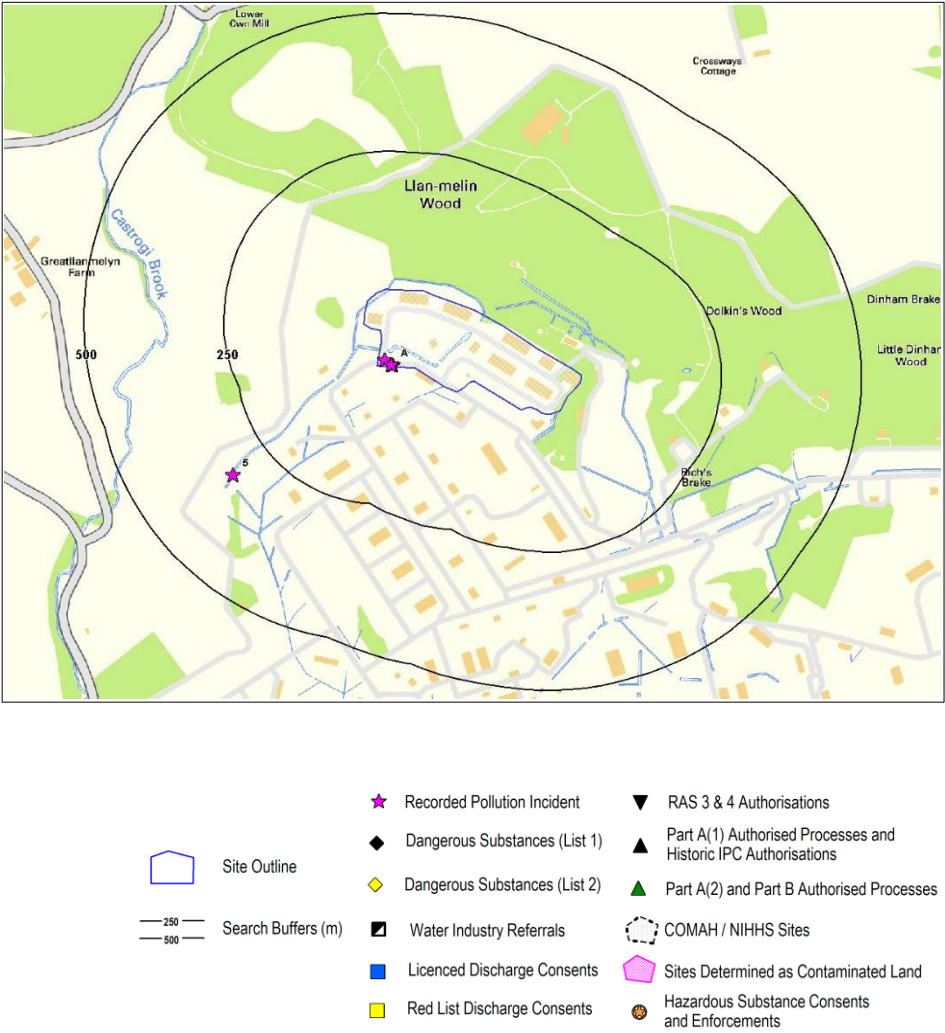 Lower
Cwn Mill
Crossways
Cottage
Llan-melin
Wood
Castrogi Brook
Greatllanmelyn
Farm
Dinham Brake
Dolkin's Wood
Little Dinham
Wood
500
250
A
5
Rich's
Brake
Recorded Pollution Incident
RAS 3 & 4 Authorisations
Dangerous Substances (List 1)
Part A(1) Authorised Processes and
Historic IPC Authorisations
Site Outline
Dangerous Substances (List 2)
Part A(2) and Part B Authorised Processes
250
500
Search Buffers (m)
Water Industry Referrals
COMAH / NIHHS Sites
Licenced Discharge Consents
Sites Determined as Contaminated Land
Red List Discharge Consents
Hazardous Substance Consents
and Enforcements